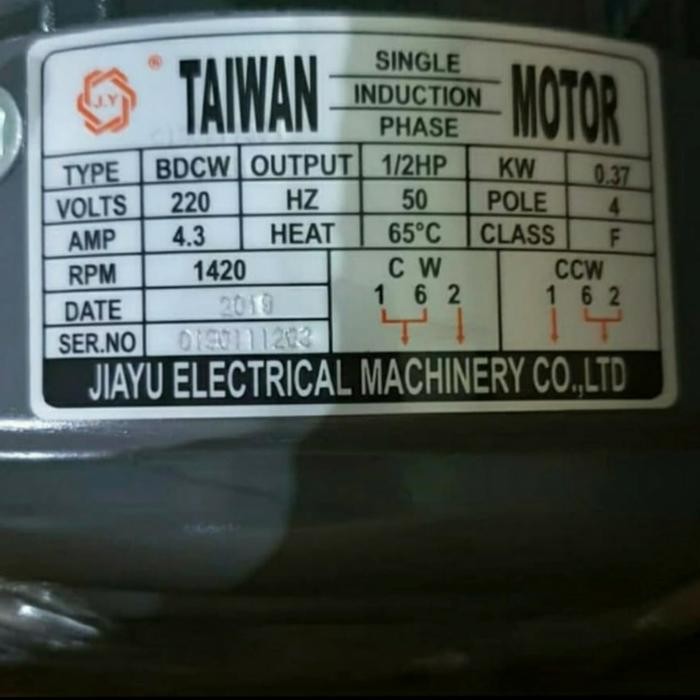 J.Y ® TAIWAN SINGLE INDUCTION PHASE MOTOR
TYPE BDCW OUTPUT 1/2HP KW 0.37
VOLTS 220 HZ 50 POLE 4
AMP 4.3 HEAT 65°C CLASS F
RPM 1420 C W CCW
1 6 2 1 6 2
DATE 2019
SER.NO
JIAYU ELECTRICAL MACHINERY CO.,LTD